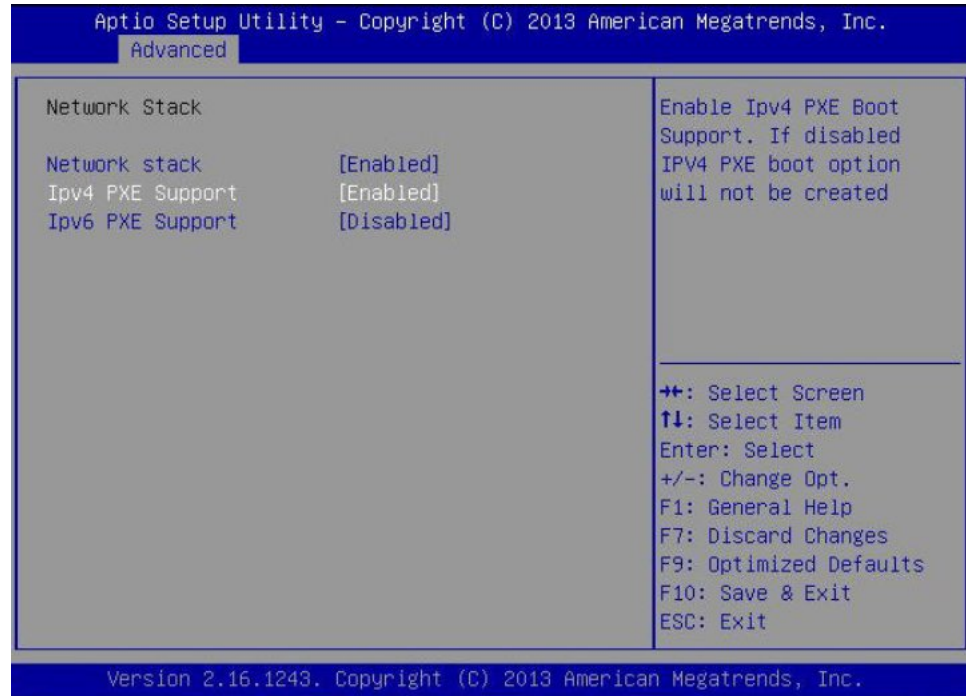 Aptio Setup Utility – Copyright (C) 2013 American Megatrends, Inc.
Advanced
Network Stack
Network stack [Enabled]
Ipv4 PXE Support [Enabled]
Ipv6 PXE Support [Disabled]
Enable Ipv4 PXE Boot
Support. If disabled
IPV4 PXE boot option
will not be created
→←: Select Screen
↑↓: Select Item
Enter: Select
+/-: Change Opt.
F1: General Help
F7: Discard Changes
F9: Optimized Defaults
F10: Save & Exit
ESC: Exit
Version 2.16.1243. Copyright (C) 2013 American Megatrends, Inc.